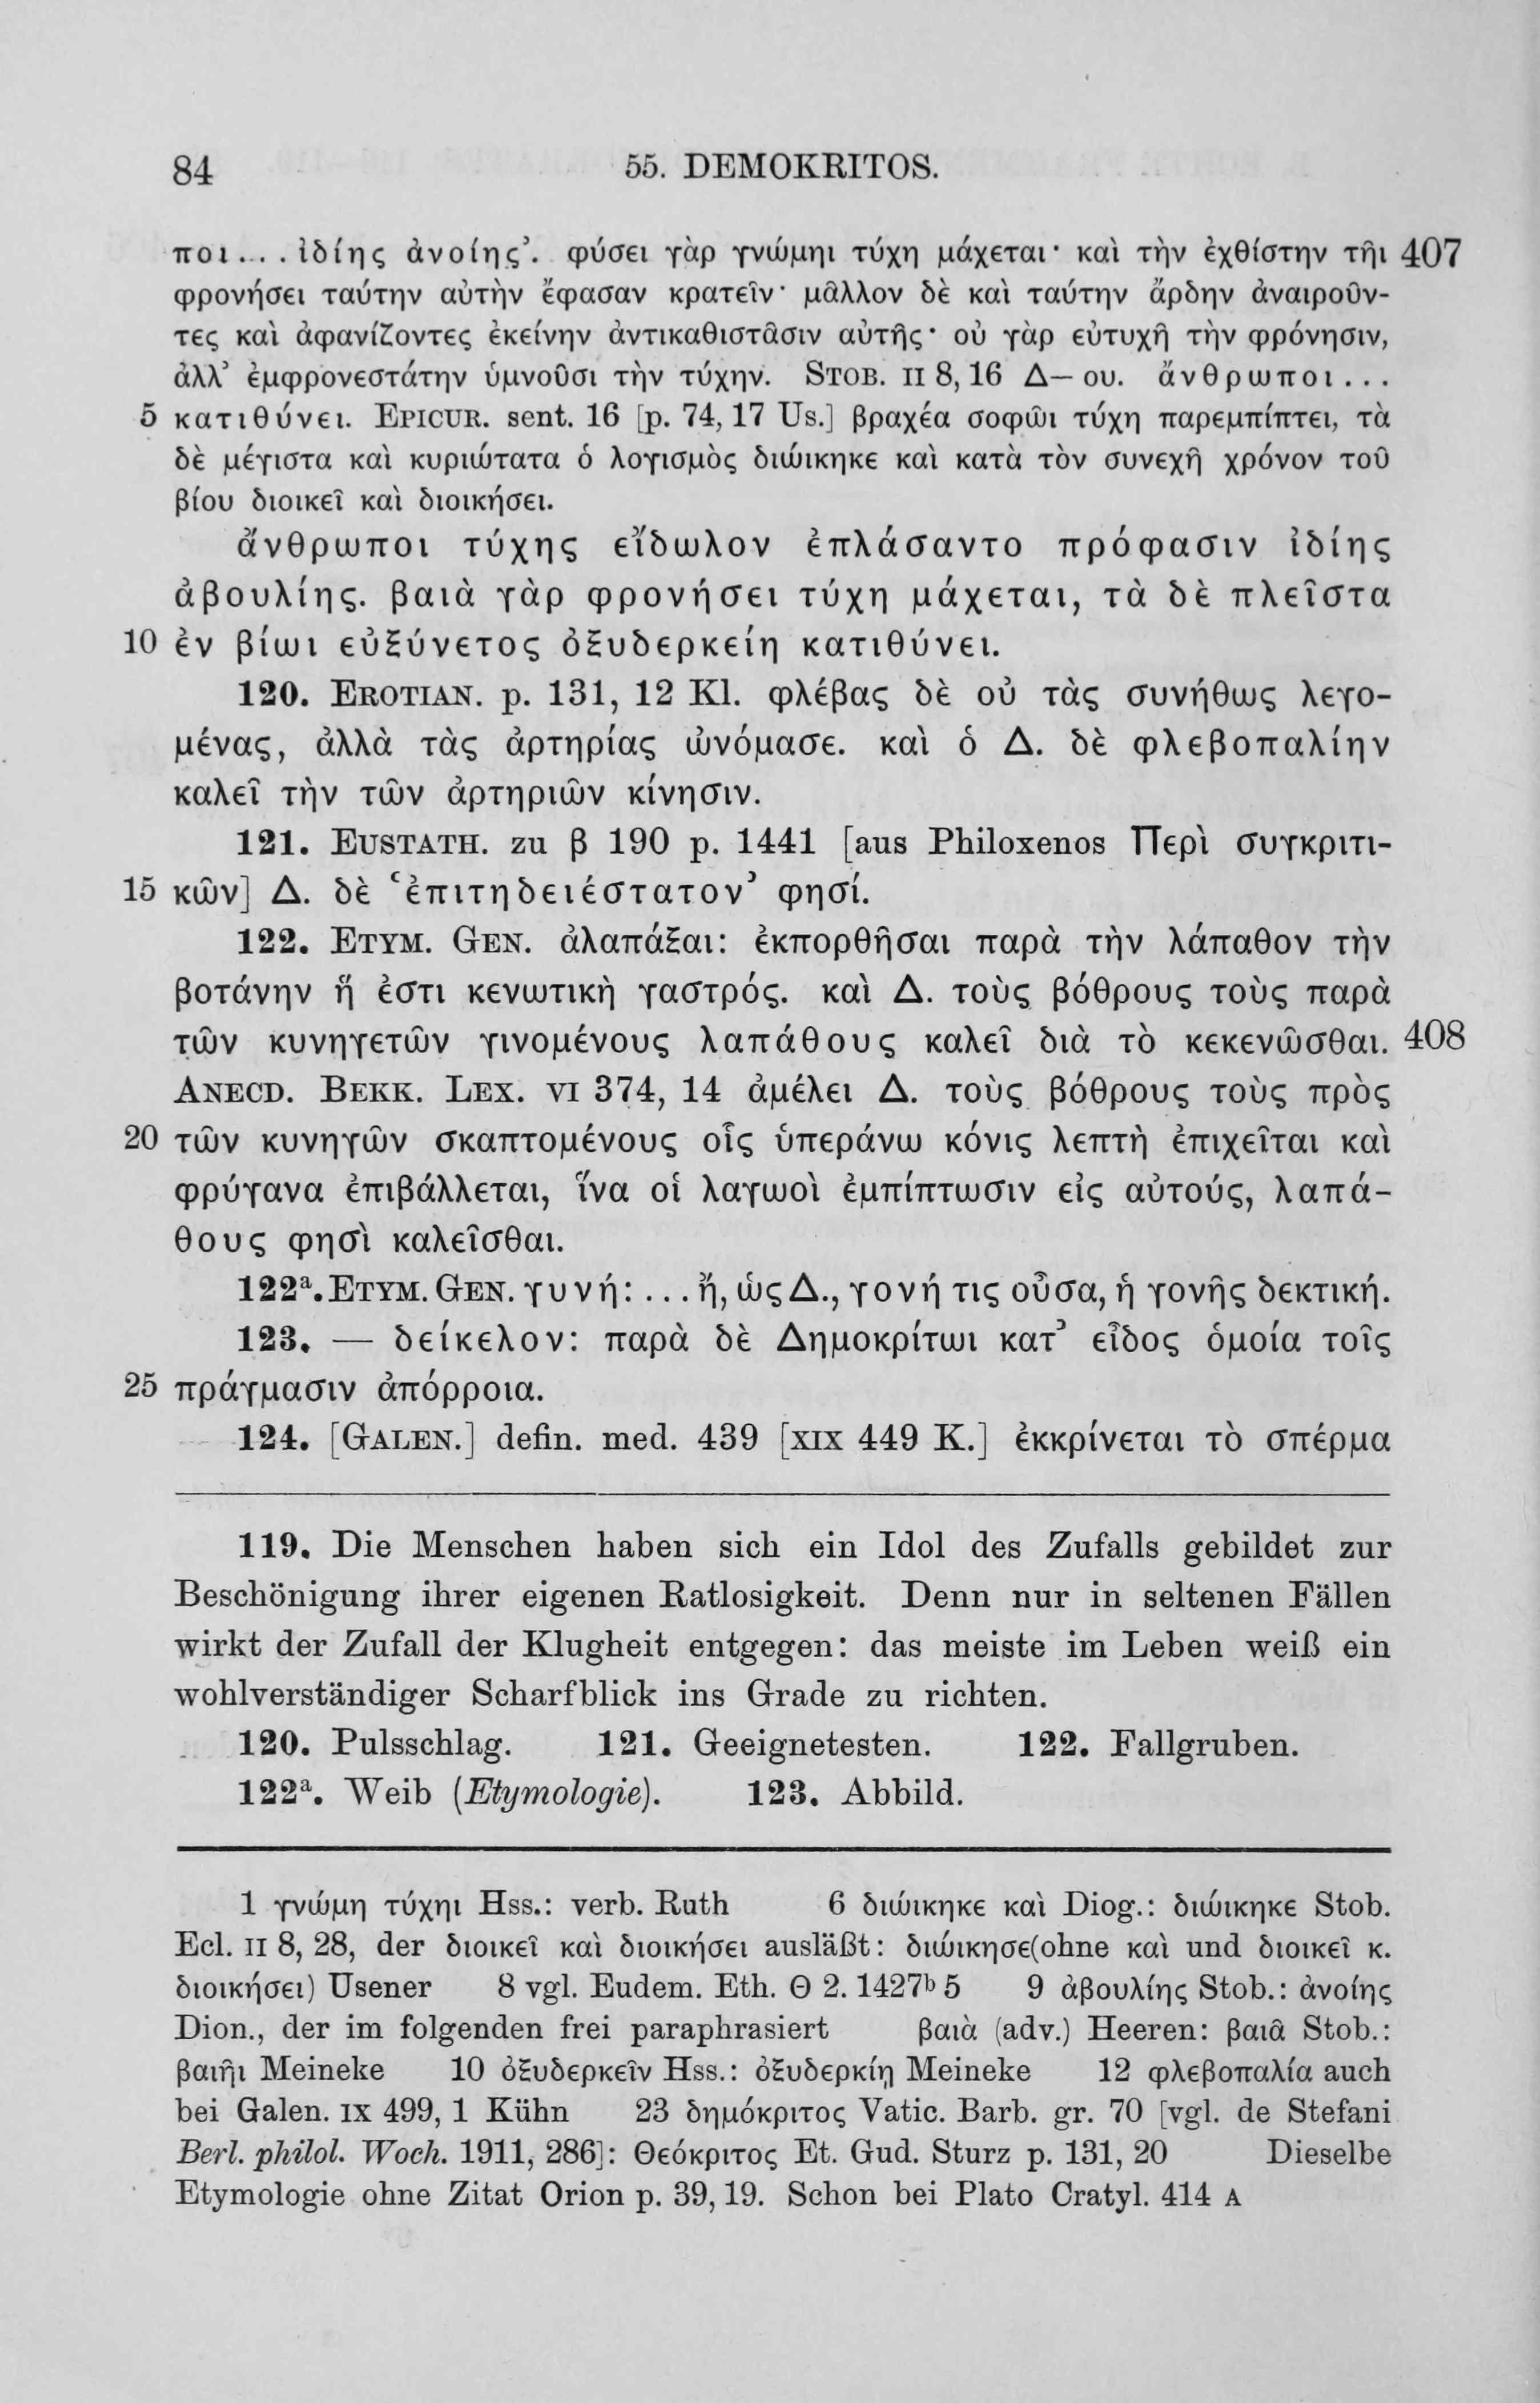 84 55. DEMOKRITOS.
ποι... ἰδίης ἀνοίης’. φύσει γὰρ γνώμηι τύχη μάχεται· καὶ τὴν ἐχθίστην τῆι 407
φρονήσει ταύτην αὐτὴν ἔφασαν κρατεῖν· μᾶλλον δὲ καὶ ταύτην ἄρδην ἀναιροῦν-
τες καὶ ἀφανίζοντες ἐκείνην ἀντικαθιστᾶσιν αὐτῆς· οὐ γὰρ εὐτυχῆ τὴν φρόνησιν,
ἀλλ’ ἐμφρονεστάτην ὑμνοῦσι τὴν τύχην. STOB. II 8, 16 Δ— ου. ἄνθρωποι...
5 κατιθύνει. EPICUR. sent. 16 [p. 74, 17 Us.] βραχέα σοφῶι τύχη παρεμπίπτει, τὰ
δὲ μέγιστα καὶ κυριώτατα ὁ λογισμὸς διώικηκε καὶ κατὰ τὸν συνεχῆ χρόνον τοῦ
βίου διοικεῖ καὶ διοικήσει.
ἄνθρωποι τύχης εἴδωλον ἐπλάσαντο πρόφασιν ἰδίης
ἀβουλίης. βαιὰ γὰρ φρονήσει τύχη μάχεται, τὰ δὲ πλεῖστα
10 ἐν βίωι εὐξύνετος ὀξυδερκείη κατιθύνει.
120. EROTIAN. p. 131, 12 Kl. φλέβας δὲ οὐ τὰς συνήθως λεγο-
μένας, ἀλλὰ τὰς ἀρτηρίας ὠνόμασε. καὶ ὁ Δ. δὲ φλεβοπαλίην
καλεῖ τὴν τῶν ἀρτηριῶν κίνησιν.
121. EUSTATH. zu β 190 p. 1441 [aus Philoxenos Περὶ συγκριτι-
15 κῶν] Δ. δὲ ‘ἐπιτηδειέστατον’ φησί.
122. ETYM. GEN. ἀλαπάξαι: ἐκπορθῆσαι παρὰ τὴν λάπαθον τὴν
βοτάνην ἥ ἐστι κενωτικὴ γαστρός. καὶ Δ. τοὺς βόθρους τοὺς παρὰ
τῶν κυνηγετῶν γινομένους λαπάθους καλεῖ διὰ τὸ κεκενῶσθαι. 408
ANECD. BEKK. LEX. VI 374, 14 ἀμέλει Δ. τοὺς βόθρους τοὺς πρὸς
20 τῶν κυνηγῶν σκαπτομένους οἷς ὑπεράνω κόνις λεπτὴ ἐπιχεῖται καὶ
φρύγανα ἐπιβάλλεται, ἵνα οἱ λαγωοὶ ἐμπίπτωσιν εἰς αὐτούς, λαπά-
θους φησὶ καλεῖσθαι.
122ᵃ. ETYM. GEN. γυνή: ... ἤ, ὡς Δ., γονή τις οὖσα, ἡ γονῆς δεκτική.
123. — δείκελον: παρὰ δὲ Δημοκρίτωι κατ’ εἶδος ὁμοία τοῖς
25 πράγμασιν ἀπόρροια.
124. [GALEN.] defin. med. 439 [XIX 449 K.] ἐκκρίνεται τὸ σπέρμα
119. Die Menschen haben sich ein Idol des Zufalls gebildet zur
Beschönigung ihrer eigenen Ratlosigkeit. Denn nur in seltenen Fällen
wirkt der Zufall der Klugheit entgegen: das meiste im Leben weiß ein
wohlverständiger Scharfblick ins Grade zu richten.
120. Pulsschlag. 121. Geeignetesten. 122. Fallgruben.
122ᵃ. Weib (Etymologie). 123. Abbild.
1 γνώμη τύχηι Hss.: verb. Ruth 6 διώικηκε καὶ Diog.: διώικηκε Stob.
Ecl. II 8, 28, der διοικεῖ καὶ διοικήσει ausläßt: διώικησε(ohne καὶ und διοικεῖ κ.
διοικήσει) Usener 8 vgl. Eudem. Eth. Θ 2. 1427ᵇ 5 9 ἀβουλίης Stob.: ἀνοίης
Dion., der im folgenden frei paraphrasiert βαιὰ (adv.) Heeren: βαιᾶ Stob.:
βαιῆι Meineke 10 ὀξυδερκεῖν Hss.: ὀξυδερκίη Meineke 12 φλεβοπαλία auch
bei Galen. IX 499, 1 Kühn 23 δημόκριτος Vatic. Barb. gr. 70 [vgl. de Stefani
Berl. philol. Woch. 1911, 286]: Θεόκριτος Et. Gud. Sturz p. 131, 20 Dieselbe
Etymologie ohne Zitat Orion p. 39, 19. Schon bei Plato Cratyl. 414 A